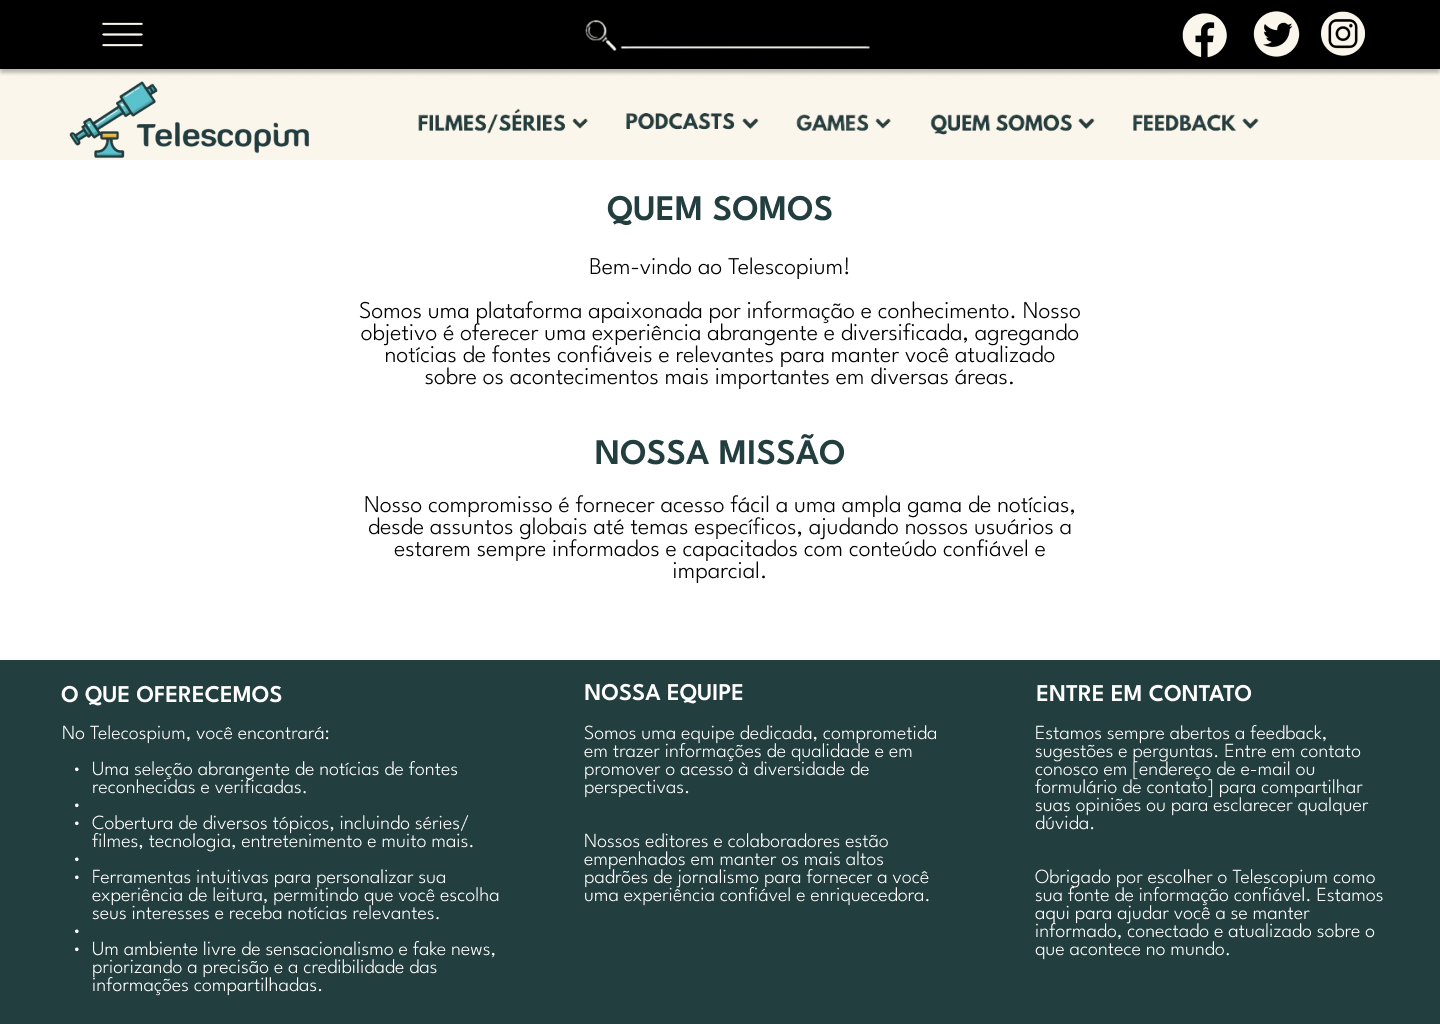 Telescopim
FILMES/SÉRIES
PODCASTS
GAMES
QUEM SOMOS
FEEDBACK
QUEM SOMOS
Bem-vindo ao Telescopium!
Somos uma plataforma apaixonada por informação e conhecimento. Nosso
objetivo é oferecer uma experiência abrangente e diversificada, agregando
notícias de fontes confiáveis e relevantes para manter você atualizado
sobre os acontecimentos mais importantes em diversas áreas.
NOSSA MISSÃO
Nosso compromisso é fornecer acesso fácil a uma ampla gama de notícias,
desde assuntos globais até temas específicos, ajudando nossos usuários a
estarem sempre informados e capacitados com conteúdo confiável e
imparcial.
O QUE OFERECEMOS
No Telecospium, você encontrará:
• Uma seleção abrangente de notícias de fontes
reconhecidas e verificadas.
•
• Cobertura de diversos tópicos, incluindo séries/
filmes, tecnologia, entretenimento e muito mais.
•
• Ferramentas intuitivas para personalizar sua
experiência de leitura, permitindo que você escolha
seus interesses e receba notícias relevantes.
•
• Um ambiente livre de sensacionalismo e fake news,
priorizando a precisão e a credibilidade das
informações compartilhadas.
NOSSA EQUIPE
Somos uma equipe dedicada, comprometida
em trazer informações de qualidade e em
promover o acesso à diversidade de
perspectivas.
Nossos editores e colaboradores estão
empenhados em manter os mais altos
padrões de jornalismo para fornecer a você
uma experiência confiável e enriquecedora.
ENTRE EM CONTATO
Estamos sempre abertos a feedback,
sugestões e perguntas. Entre em contato
conosco em [endereço de e-mail ou
formulário de contato] para compartilhar
suas opiniões ou para esclarecer qualquer
dúvida.
Obrigado por escolher o Telescopium como
sua fonte de informação confiável. Estamos
aqui para ajudar você a se manter
informado, conectado e atualizado sobre o
que acontece no mundo.